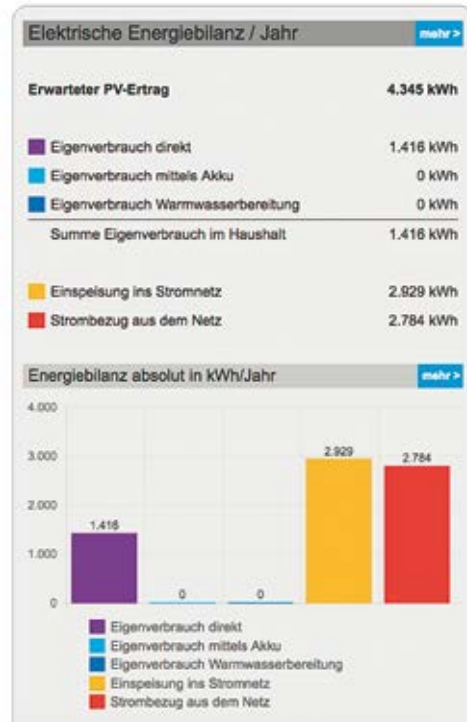 Elektrische Energiebilanz / Jahr mehr >
Erwarteter PV-Ertrag 4.345 kWh
Eigenverbrauch direkt 1.416 kWh
Eigenverbrauch mittels Akku 0 kWh
Eigenverbrauch Warmwasserbereitung 0 kWh
Summe Eigenverbrauch im Haushalt 1.416 kWh
Einspeisung ins Stromnetz 2.929 kWh
Strombezug aus dem Netz 2.784 kWh
Energiebilanz absolut in kWh/Jahr mehr >
4.000
3.000
2.000
1.000
0
1.416
0
0
2.929
2.784
Eigenverbrauch direkt
Eigenverbrauch mittels Akku
Eigenverbrauch Warmwasserbereitung
Einspeisung ins Stromnetz
Strombezug aus dem Netz